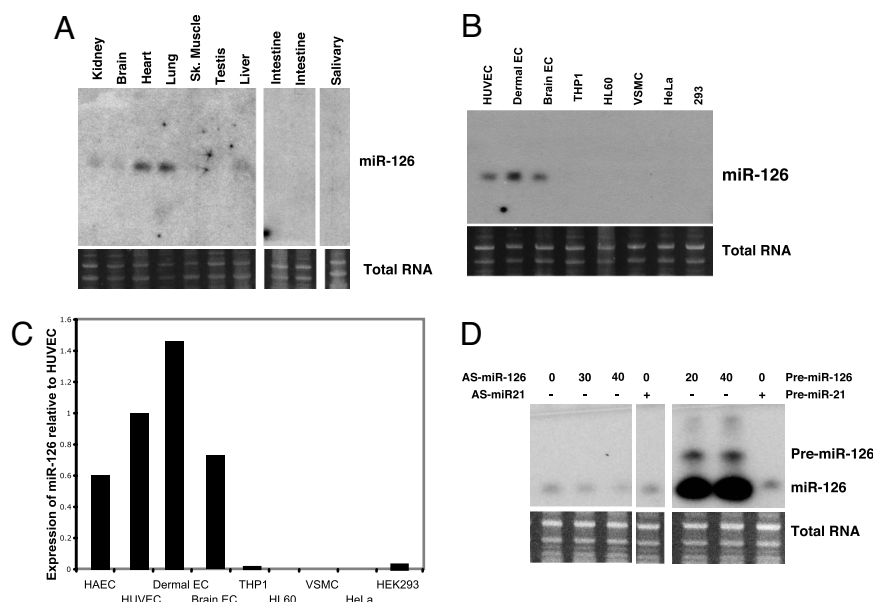 A
Kidney
Brain
Heart
Lung
Sk. Muscle
Testis
Liver
Intestine
Intestine
Salivary
miR-126
Total RNA
B
HUVEC
Dermal EC
Brain EC
THP1
HL60
VSMC
HeLa
293
miR-126
Total RNA
C
Expression of miR-126 relative to HUVEC
1.6
1.4
1.2
1
0.8
0.6
0.4
0.2
0
HAEC
HUVEC
Dermal EC
Brain EC
THP1
HL60
VSMC
HeLa
HEK293
D
AS-miR-126 0 30 40 0 20 40 0 Pre-miR-126
AS-miR21 - - - + - - + Pre-miR-21
Pre-miR-126
miR-126
Total RNA